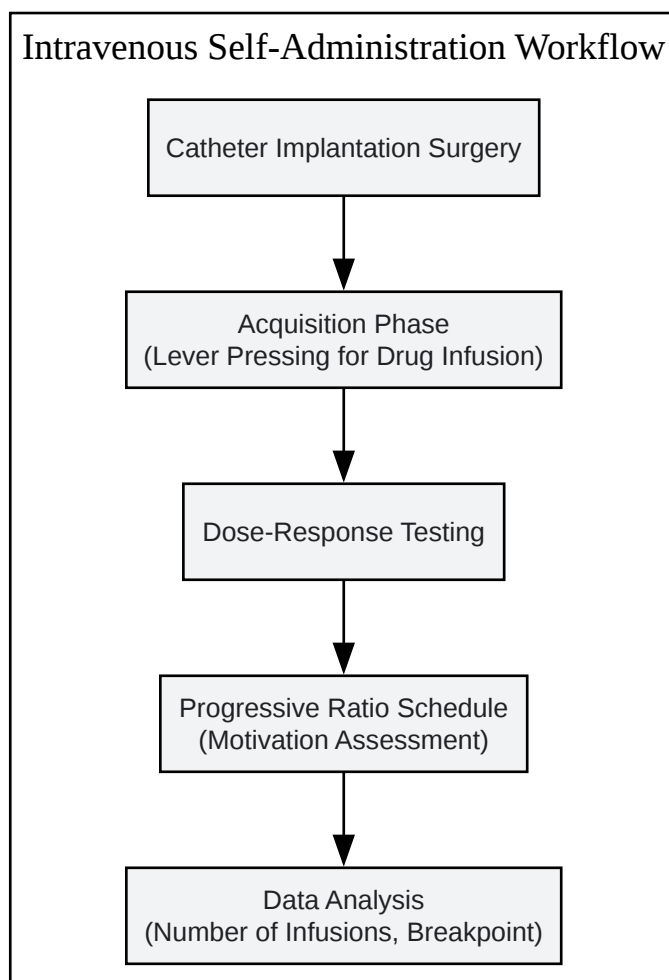 Intravenous Self-Administration Workflow
Catheter Implantation Surgery
Acquisition Phase
(Lever Pressing for Drug Infusion)
Dose-Response Testing
Progressive Ratio Schedule
(Motivation Assessment)
Data Analysis
(Number of Infusions, Breakpoint)